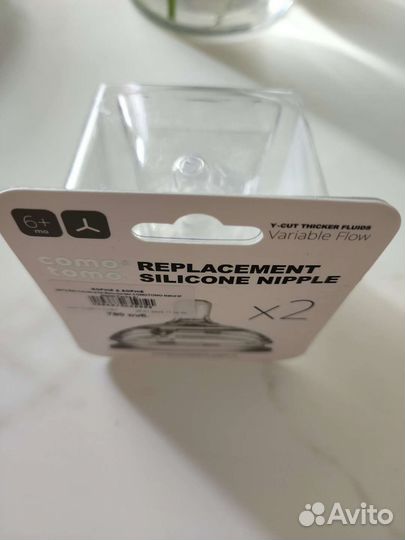 6+
mo
Y-CUT THICKER FLUIDS
Variable Flow
como
tomo
REPLACEMENT
SILICONE NIPPLE
x2
Avito